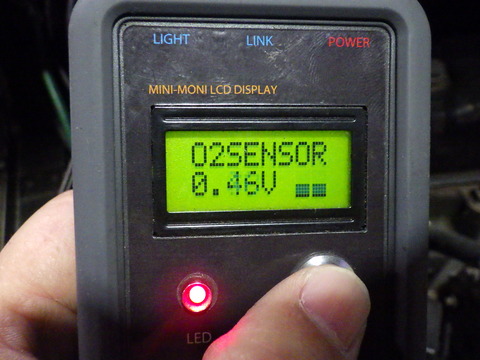 LIGHT LINK POWER
MINI-MONI LCD DISPLAY
O2SENSOR
0.46V
LED